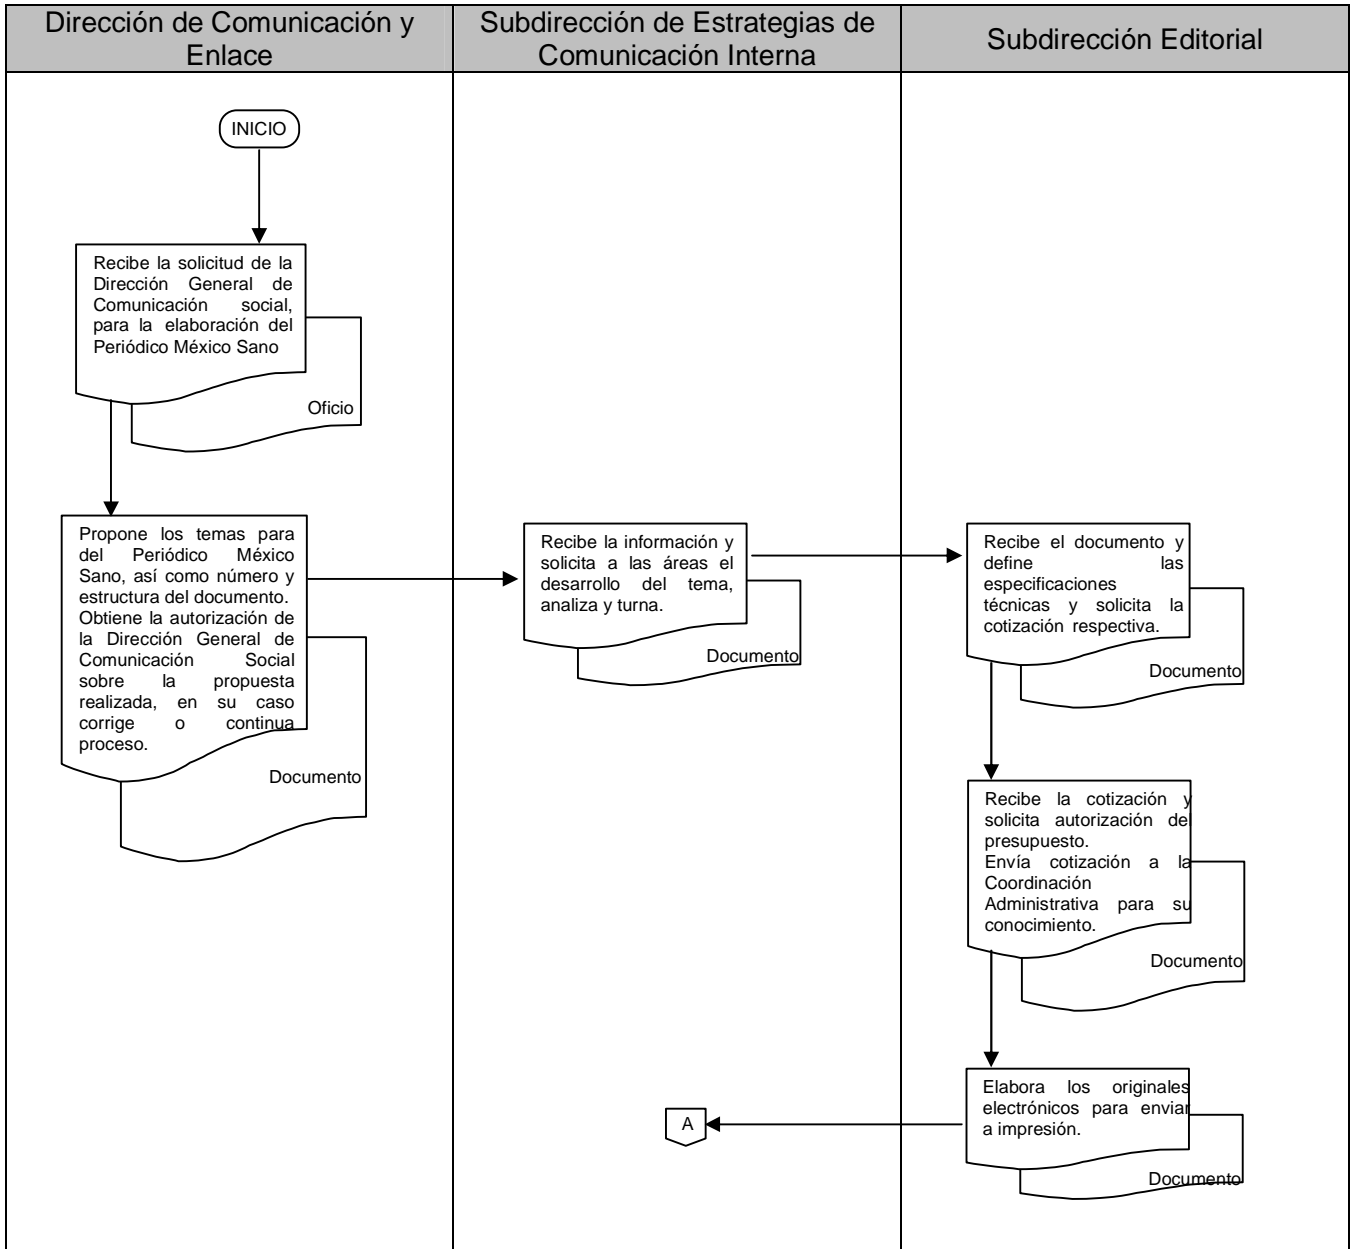 Dirección de Comunicación y
Enlace
Subdirección de Estrategias de
Comunicación Interna
Subdirección Editorial
INICIO
Recibe la solicitud de la
Dirección General de
Comunicación social,
para la elaboración del
Periódico México Sano
Oficio
Propone los temas para
del Periódico México
Sano, así como número y
estructura del documento.
Obtiene la autorización de
la Dirección General de
Comunicación Social
sobre la propuesta
realizada, en su caso
corrige o continua
proceso.
Documento
Recibe la información y
solicita a las áreas el
desarrollo del tema,
analiza y turna.
Documento
Recibe el documento y
define las
especificaciones
técnicas y solicita la
cotización respectiva.
Documento
Recibe la cotización y
solicita autorización del
presupuesto.
Envía cotización a la
Coordinación
Administrativa para su
conocimiento.
Documento
Elabora los originales
electrónicos para enviar
a impresión.
Documento
A